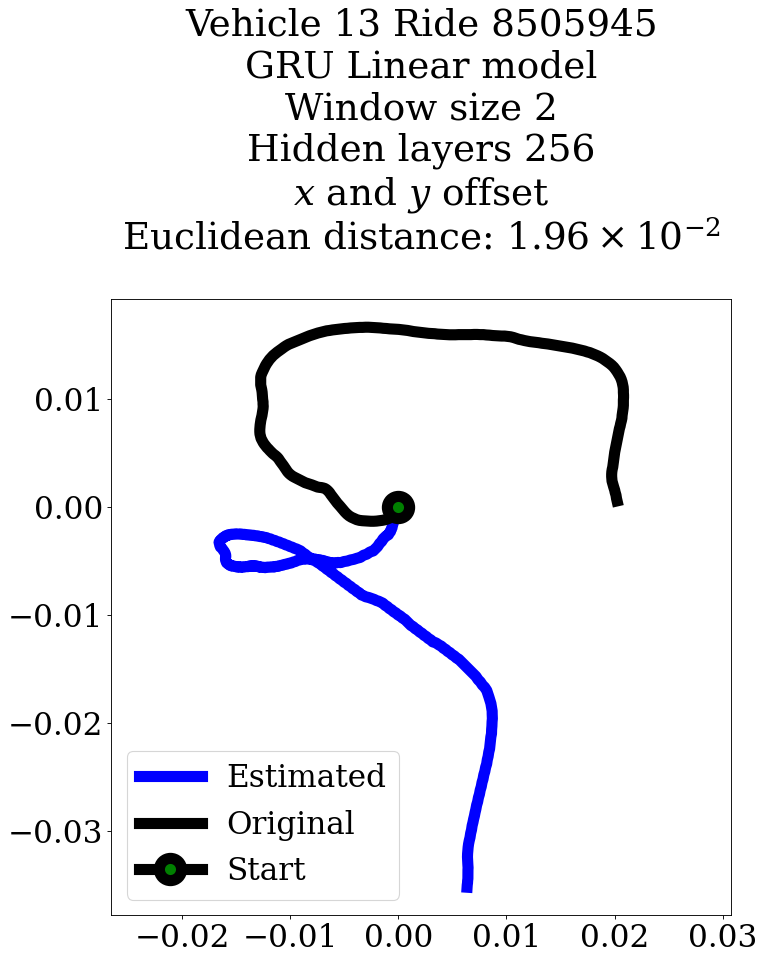 Vehicle 13 Ride 8505945
GRU Linear model
Window size 2
Hidden layers 256
x and y offset
Euclidean distance: 1.96 × 10⁻²
0.01
0.00
−0.01
−0.02
−0.03
Estimated
Original
Start
−0.02 −0.01 0.00 0.01 0.02 0.03